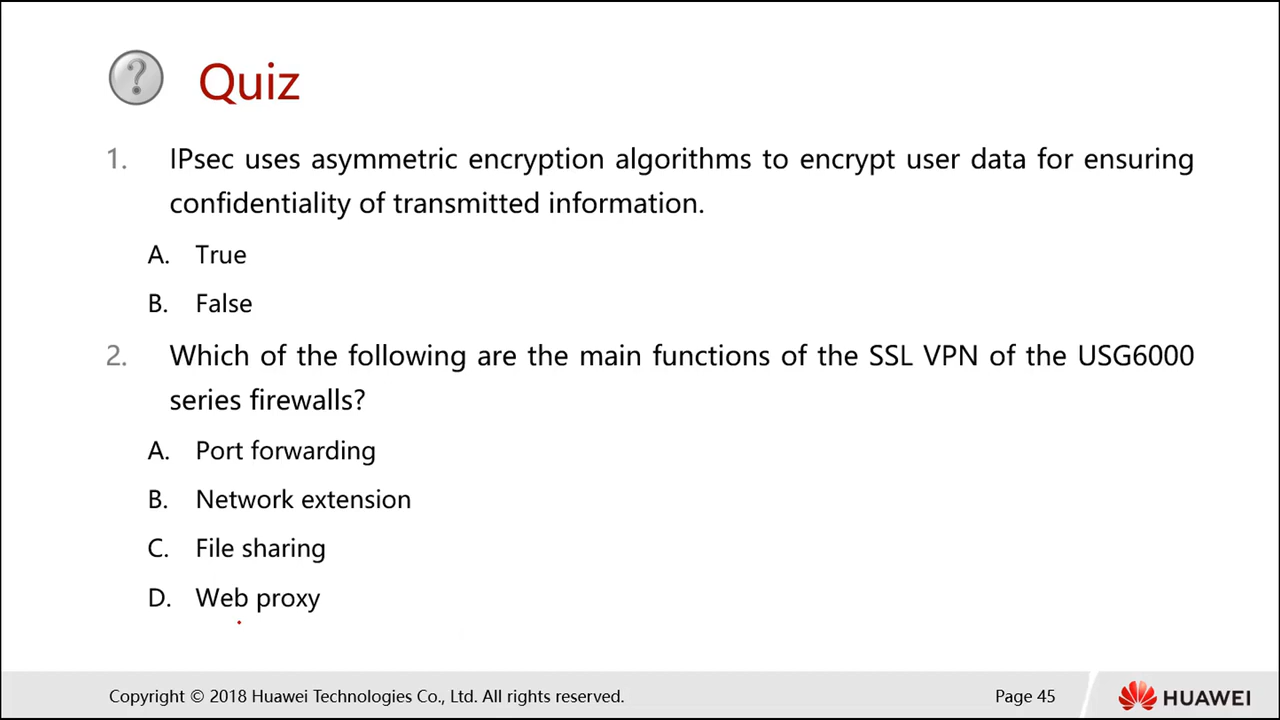 ?
Quiz
1. IPsec uses asymmetric encryption algorithms to encrypt user data for ensuring
confidentiality of transmitted information.
A. True
B. False
2. Which of the following are the main functions of the SSL VPN of the USG6000
series firewalls?
A. Port forwarding
B. Network extension
C. File sharing
D. Web proxy
Copyright © 2018 Huawei Technologies Co., Ltd. All rights reserved.
Page 45
HUAWEI